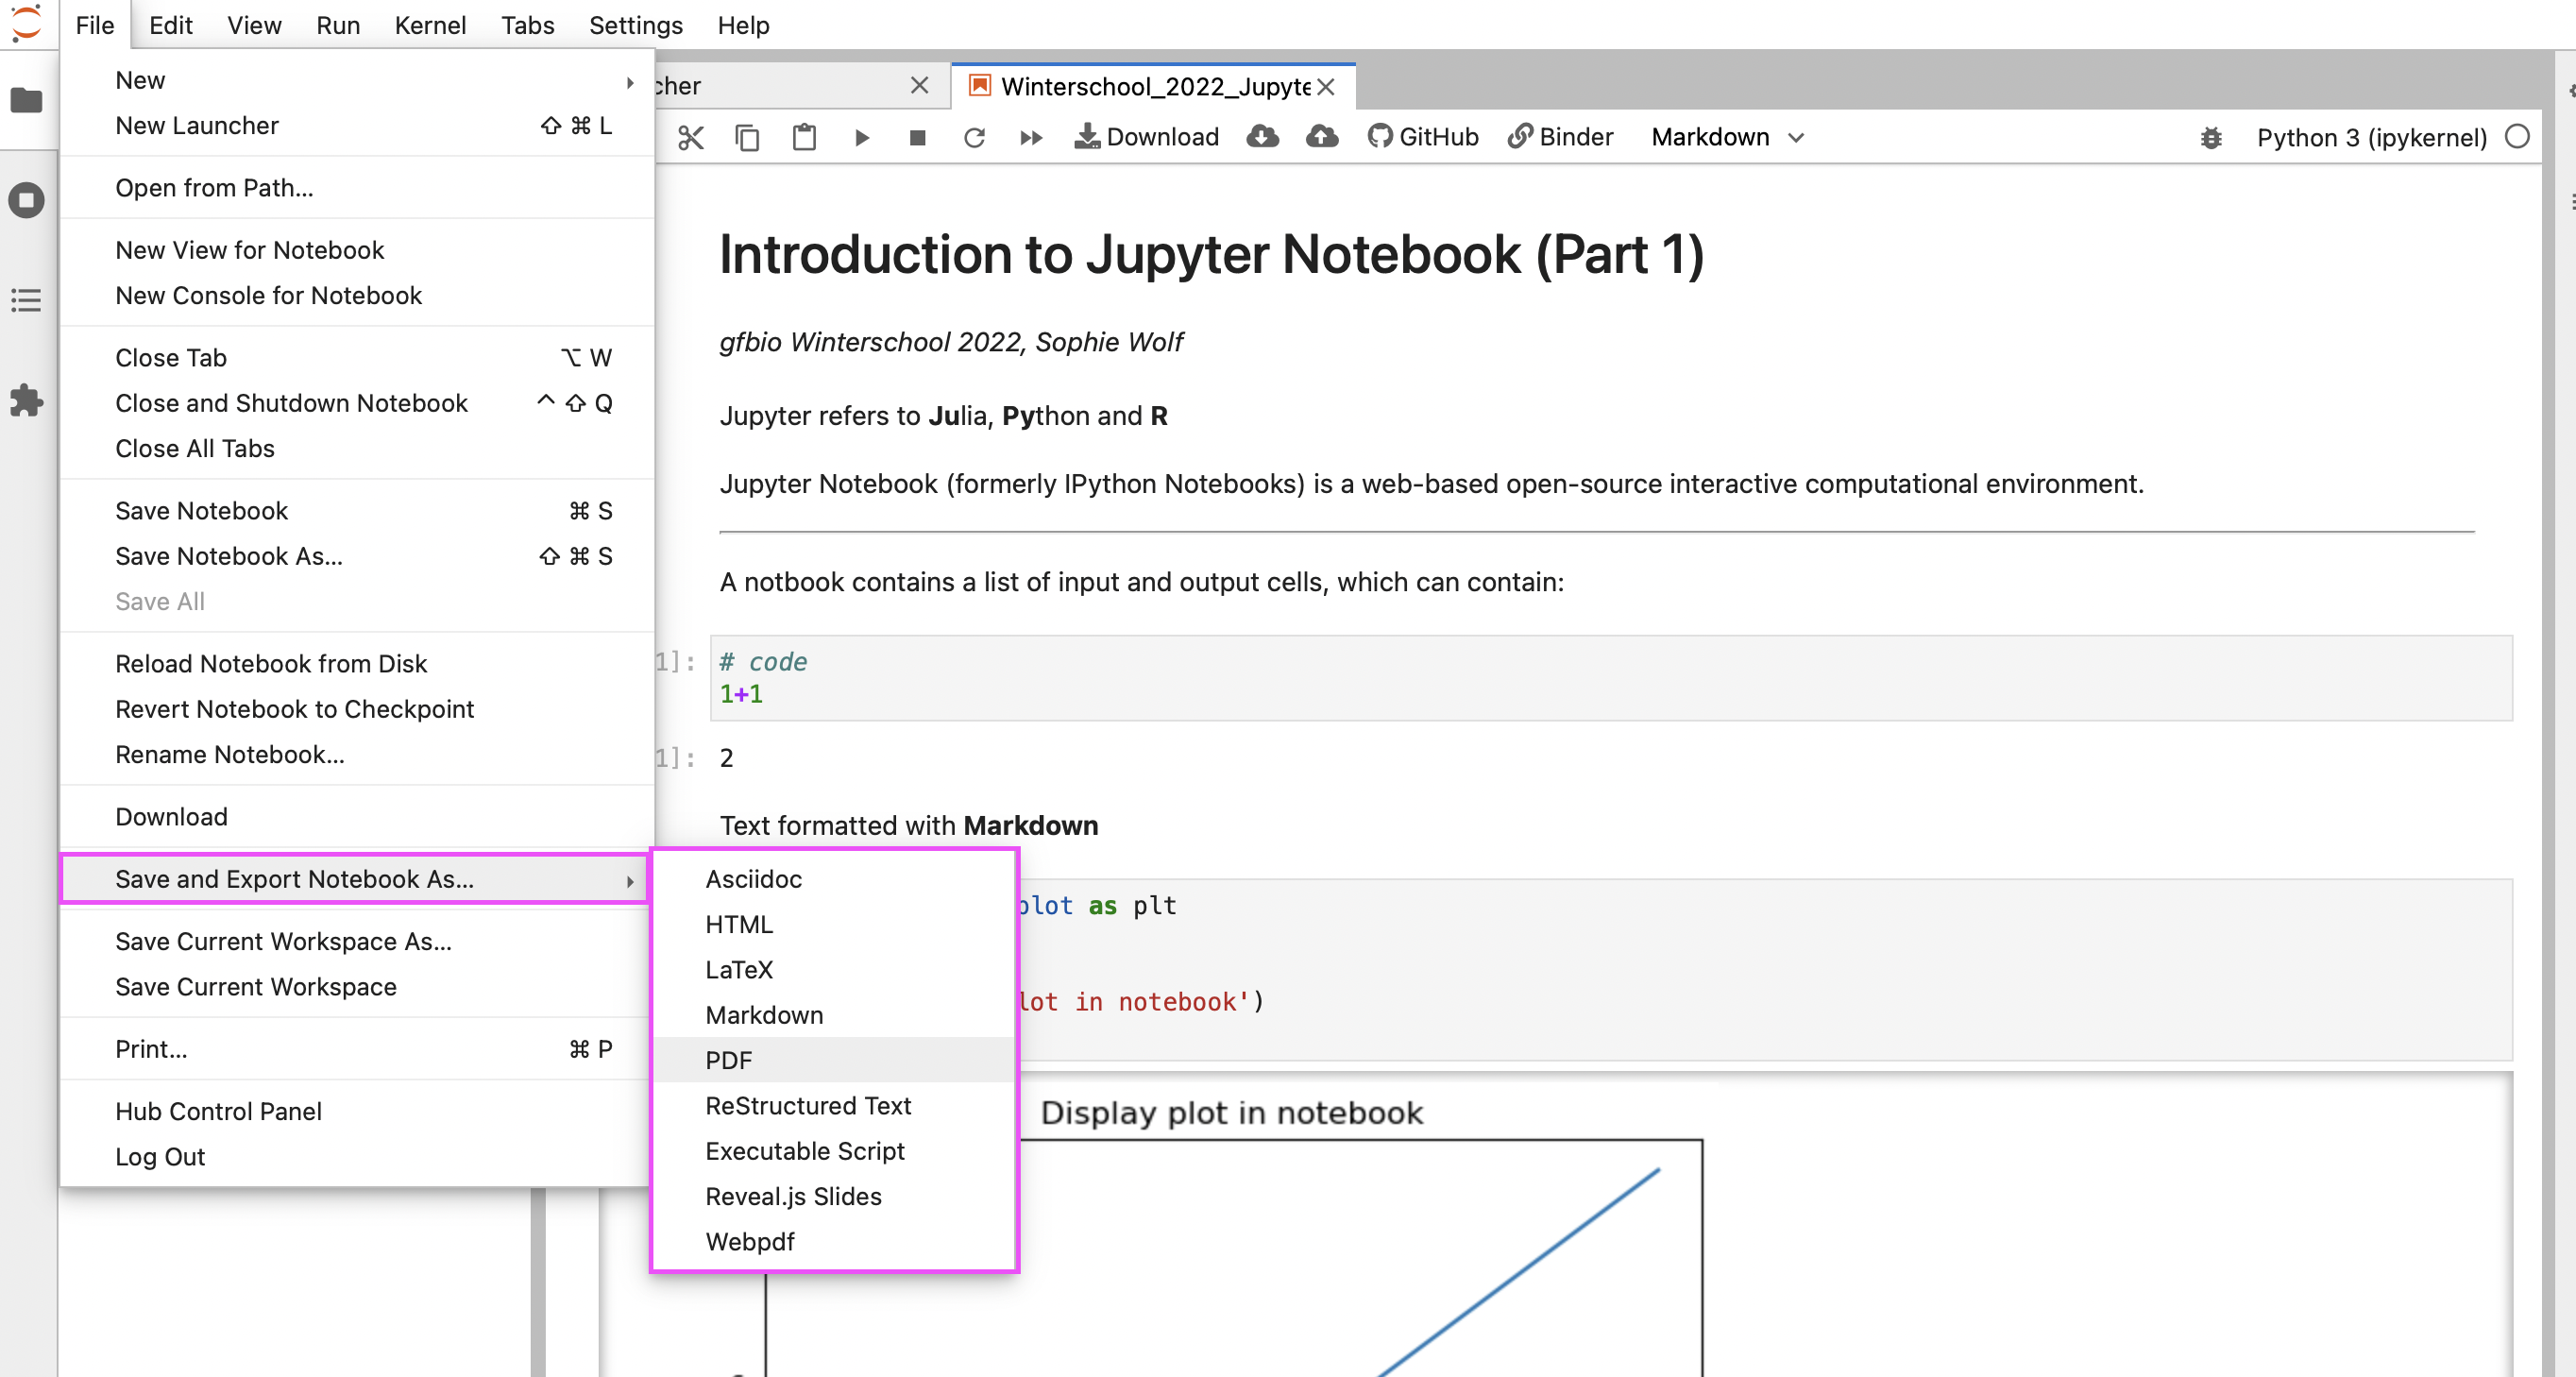 File Edit View Run Kernel Tabs Settings Help
New
New Launcher ⇧ ⌘ L
Open from Path...
New View for Notebook
New Console for Notebook
Close Tab ⌥ W
Close and Shutdown Notebook ^ ⇧ Q
Close All Tabs
Save Notebook ⌘ S
Save Notebook As... ⇧ ⌘ S
Save All
Reload Notebook from Disk
Revert Notebook to Checkpoint
Rename Notebook...
Download
Save and Export Notebook As...
Save Current Workspace As...
Save Current Workspace
Print... ⌘ P
Hub Control Panel
Log Out
Asciidoc
HTML
LaTeX
Markdown
PDF
ReStructured Text
Executable Script
Reveal.js Slides
Webpdf
cher Winterschool_2022_Jupyte
Download GitHub Binder Markdown Python 3 (ipykernel)
Introduction to Jupyter Notebook (Part 1)
gfbio Winterschool 2022, Sophie Wolf
Jupyter refers to Julia, Python and R
Jupyter Notebook (formerly IPython Notebooks) is a web-based open-source interactive computational environment.
A notbook contains a list of input and output cells, which can contain:
1]: # code
1+1
1]: 2
Text formatted with Markdown
plot as plt
lot in notebook')
Display plot in notebook